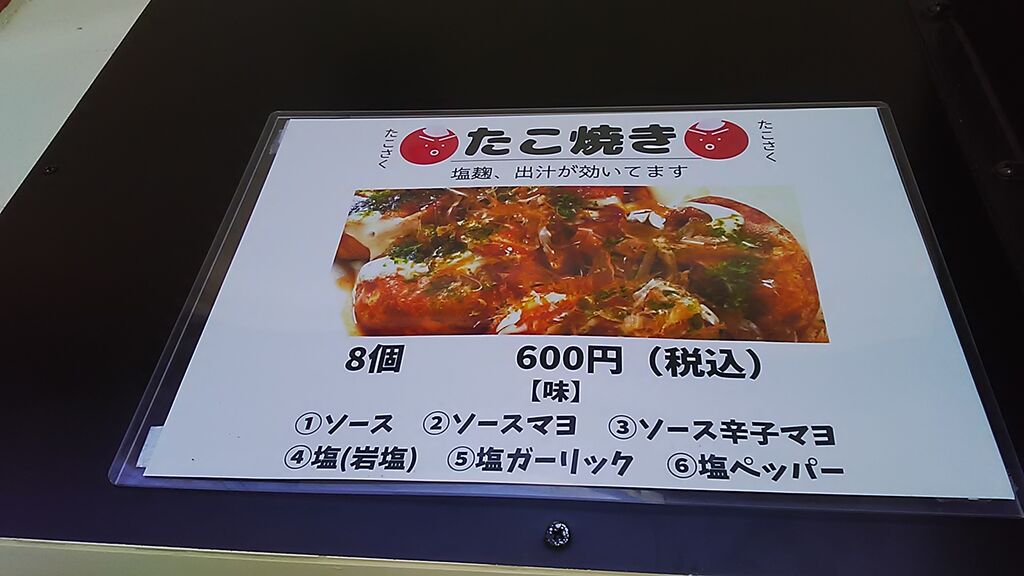 たこさく
たこ焼き
たこさく
塩麹、出汁が効いてます
8個 600円（税込）
【味】
①ソース ②ソースマヨ ③ソース辛子マヨ
④塩(岩塩) ⑤塩ガーリック ⑥塩ペッパー